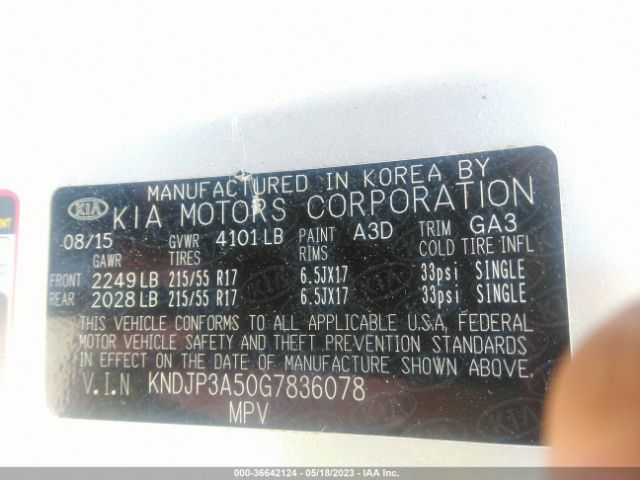 MANUFACTURED IN KOREA BY
KIA KIA MOTORS CORPORATION
08/15 GVWR 4101 LB PAINT A3D TRIM GA3
GAWR TIRES RIMS COLD TIRE INFL
FRONT 2249 LB 215/55 R17 6.5JX17 33psi SINGLE
REAR 2028 LB 215/55 R17 6.5JX17 33psi SINGLE
THIS VEHICLE CONFORMS TO ALL APPLICABLE U.S.A, FEDERAL
MOTOR VEHICLE SAFETY AND THEFT PREVENTION STANDARDS
IN EFFECT ON THE DATE OF MANUFACTURE SHOWN ABOVE.
V.I.N KNDJP3A50G7836078
MPV
000-36642124 - 05/18/2023 - IAA Inc.